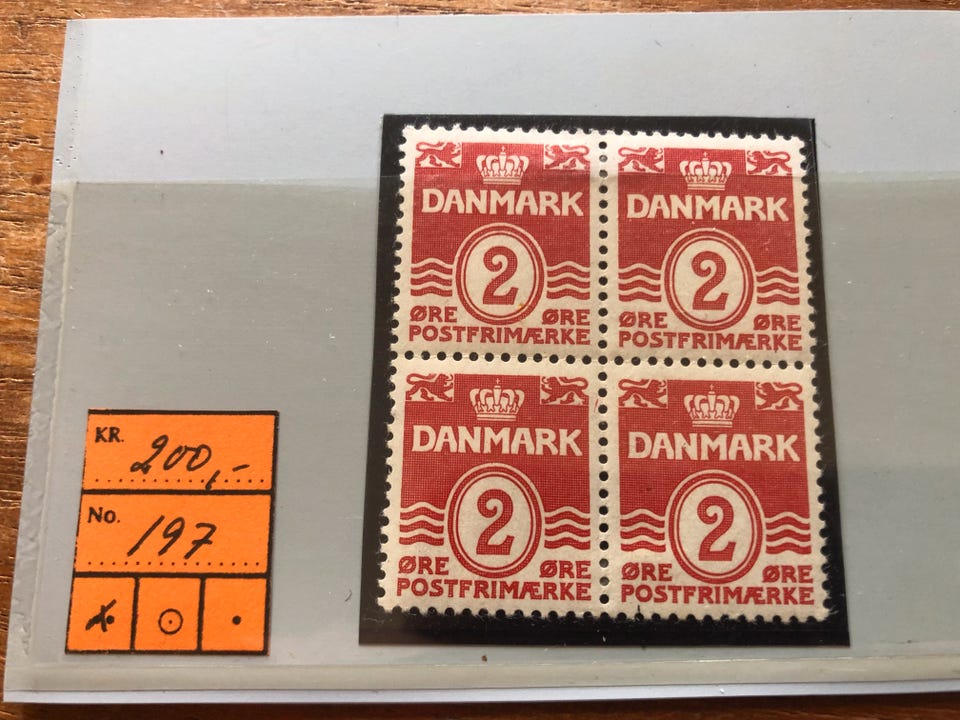 DANMARK
2
ØRE ØRE
POSTFRIMÆRKE
DANMARK
2
ØRE ØRE
POSTFRIMÆRKE
DANMARK
2
ØRE ØRE
POSTFRIMÆRKE
DANMARK
2
ØRE ØRE
POSTFRIMÆRKE
KR. 200,-
No. 197